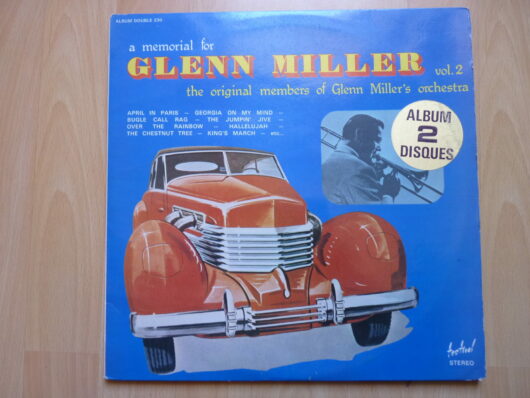 ALBUM DOUBLE 230
a memorial for
GLENN MILLER vol. 2
the original members of Glenn Miller's orchestra
APRIL IN PARIS – GEORGIA ON MY MIND –
BUGLE CALL RAG – THE JUMPIN' JIVE –
OVER THE RAINBOW – HALLELUJAH –
THE CHESTNUT TREE – KING'S MARCH – etc...
ALBUM
2
DISQUES
festival
STEREO